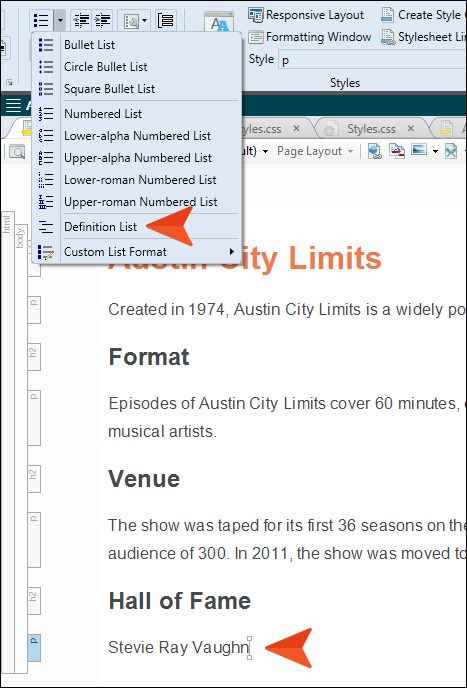 Responsive Layout
Create Style
Formatting Window
Stylesheet Lin
Style
p
Styles
Bullet List
Circle Bullet List
Square Bullet List
Numbered List
Lower-alpha Numbered List
Upper-alpha Numbered List
Lower-roman Numbered List
Upper-roman Numbered List
Definition List
Custom List Format
A
yles.css
Styles.css
A
ult)
Page Layout
html
body
Austin City Limits
Created in 1974, Austin City Limits is a widely po
p
h2
Format
p
Episodes of Austin City Limits cover 60 minutes,
musical artists.
h2
Venue
p
The show was taped for its first 36 seasons on the
audience of 300. In 2011, the show was moved to
h2
Hall of Fame
p
Stevie Ray Vaughn